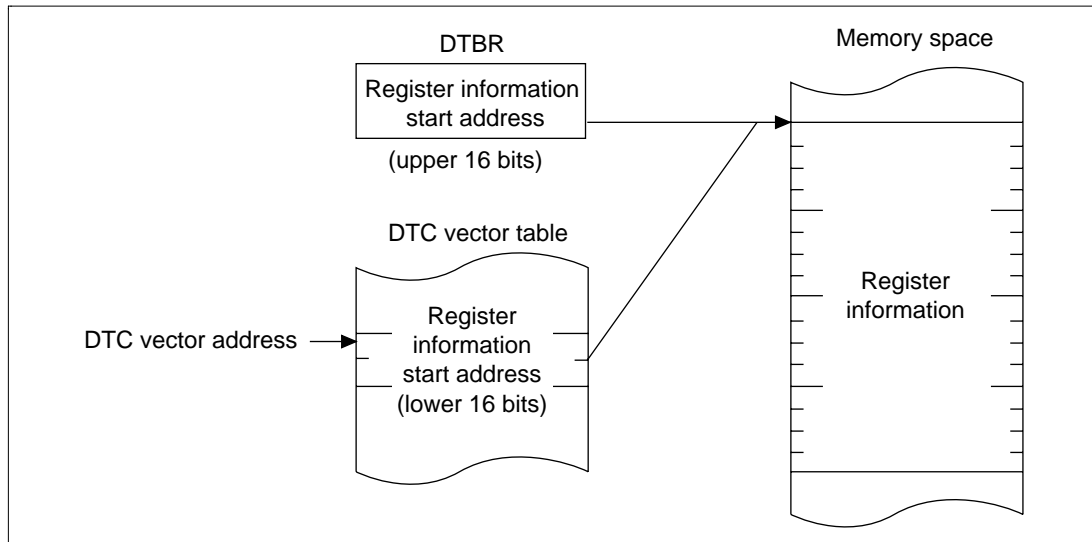 DTBR
Register information
start address
(upper 16 bits)
DTC vector table
DTC vector address
Register
information
start address
(lower 16 bits)
Memory space
Register
information